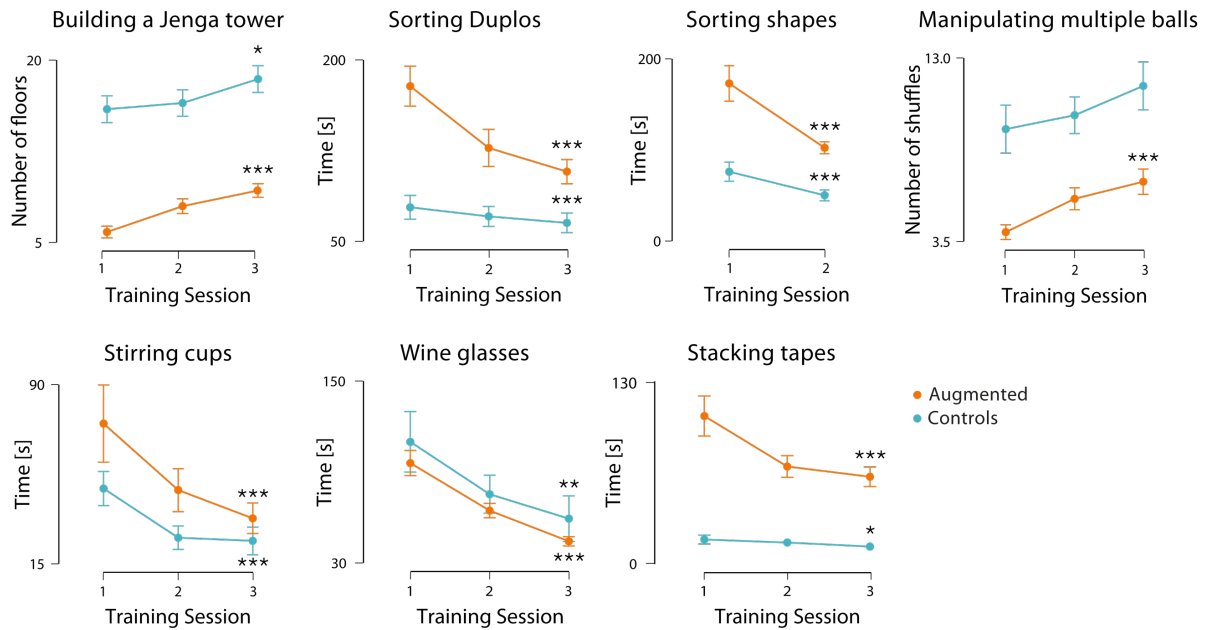 Building a Jenga tower
Number of floors
20
5
*
***
1 2 3
Training Session
Sorting Duplos
Time [s]
200
50
***
***
1 2 3
Training Session
Sorting shapes
Time [s]
200
0
***
***
1 2
Training Session
Manipulating multiple balls
Number of shuffles
13.0
3.5
***
1 2 3
Training Session
Stirring cups
Time [s]
90
15
***
***
1 2 3
Training Session
Wine glasses
Time [s]
150
30
**
***
1 2 3
Training Session
Stacking tapes
Time [s]
130
0
***
*
1 2 3
Training Session
Augmented
Controls